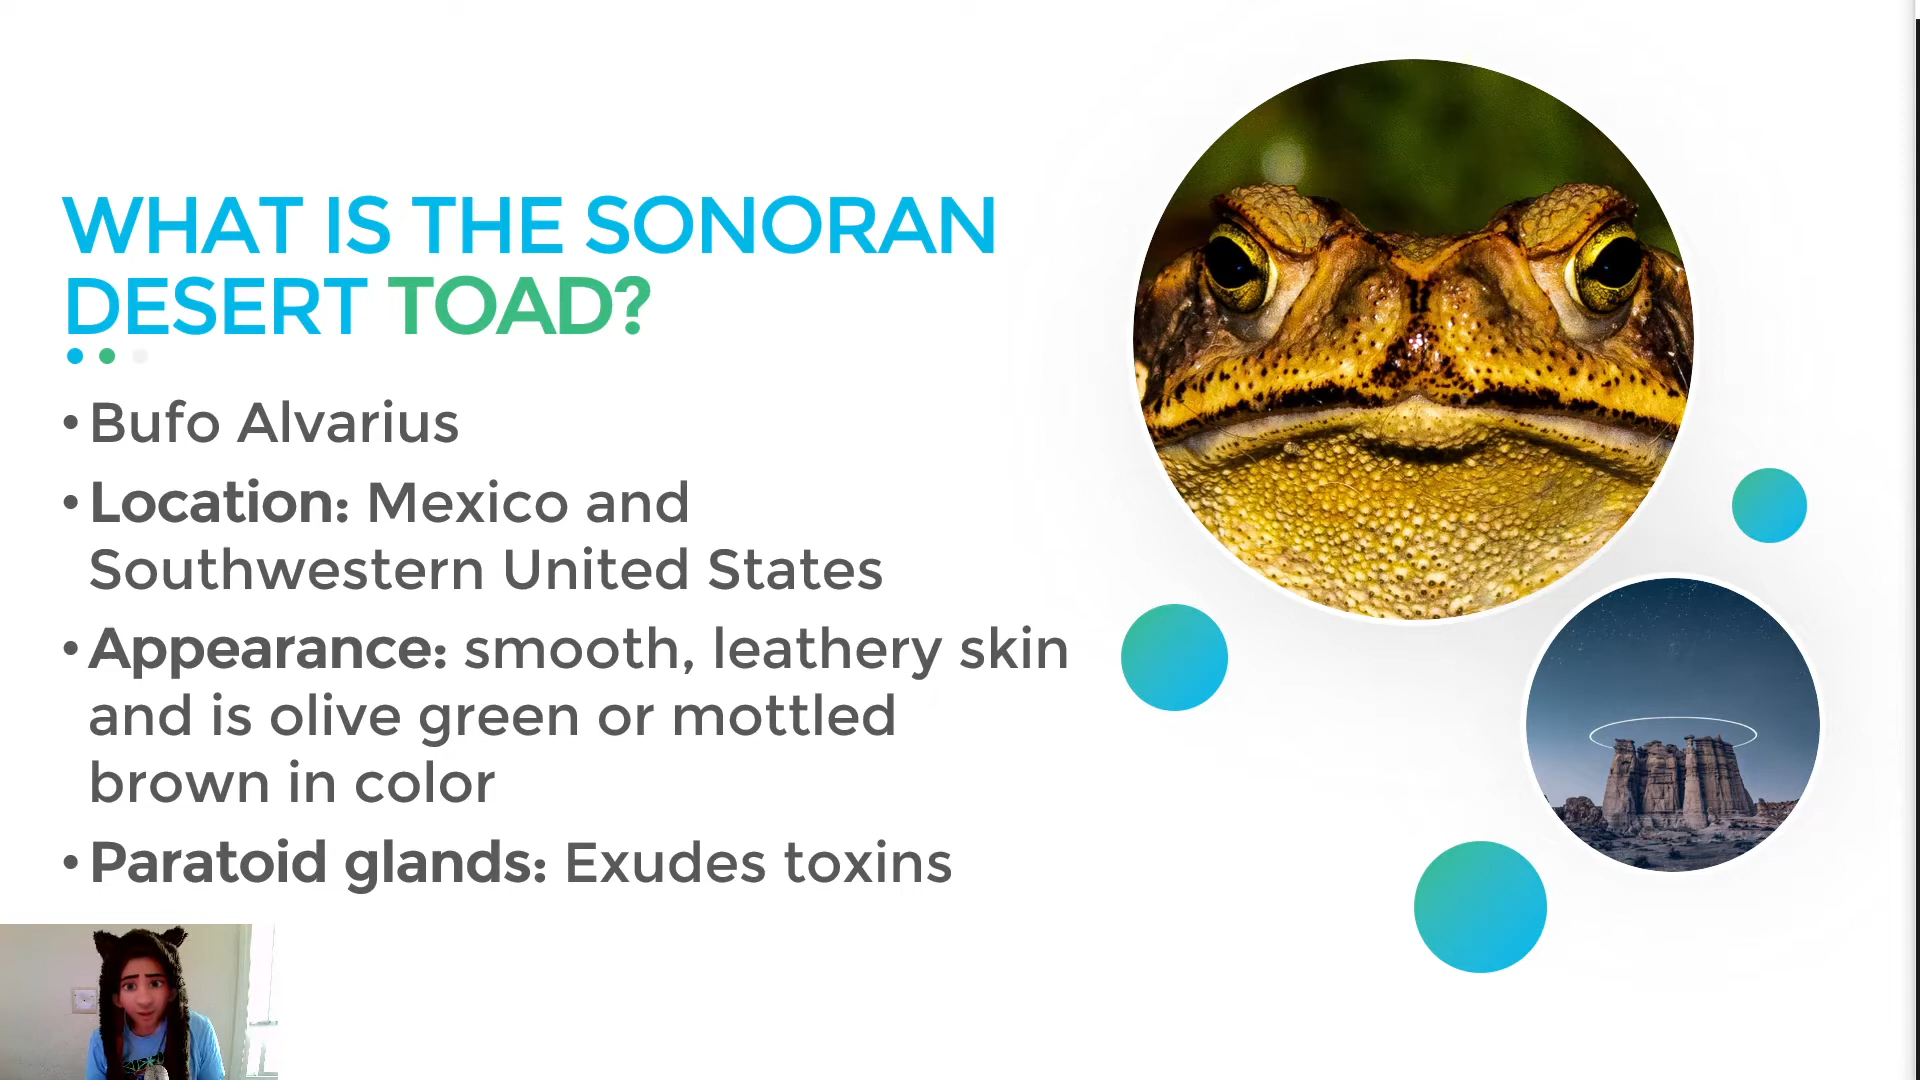 WHAT IS THE SONORAN
DESERT TOAD?
• Bufo Alvarius
• Location: Mexico and
Southwestern United States
• Appearance: smooth, leathery skin
and is olive green or mottled
brown in color
• Paratoid glands: Exudes toxins